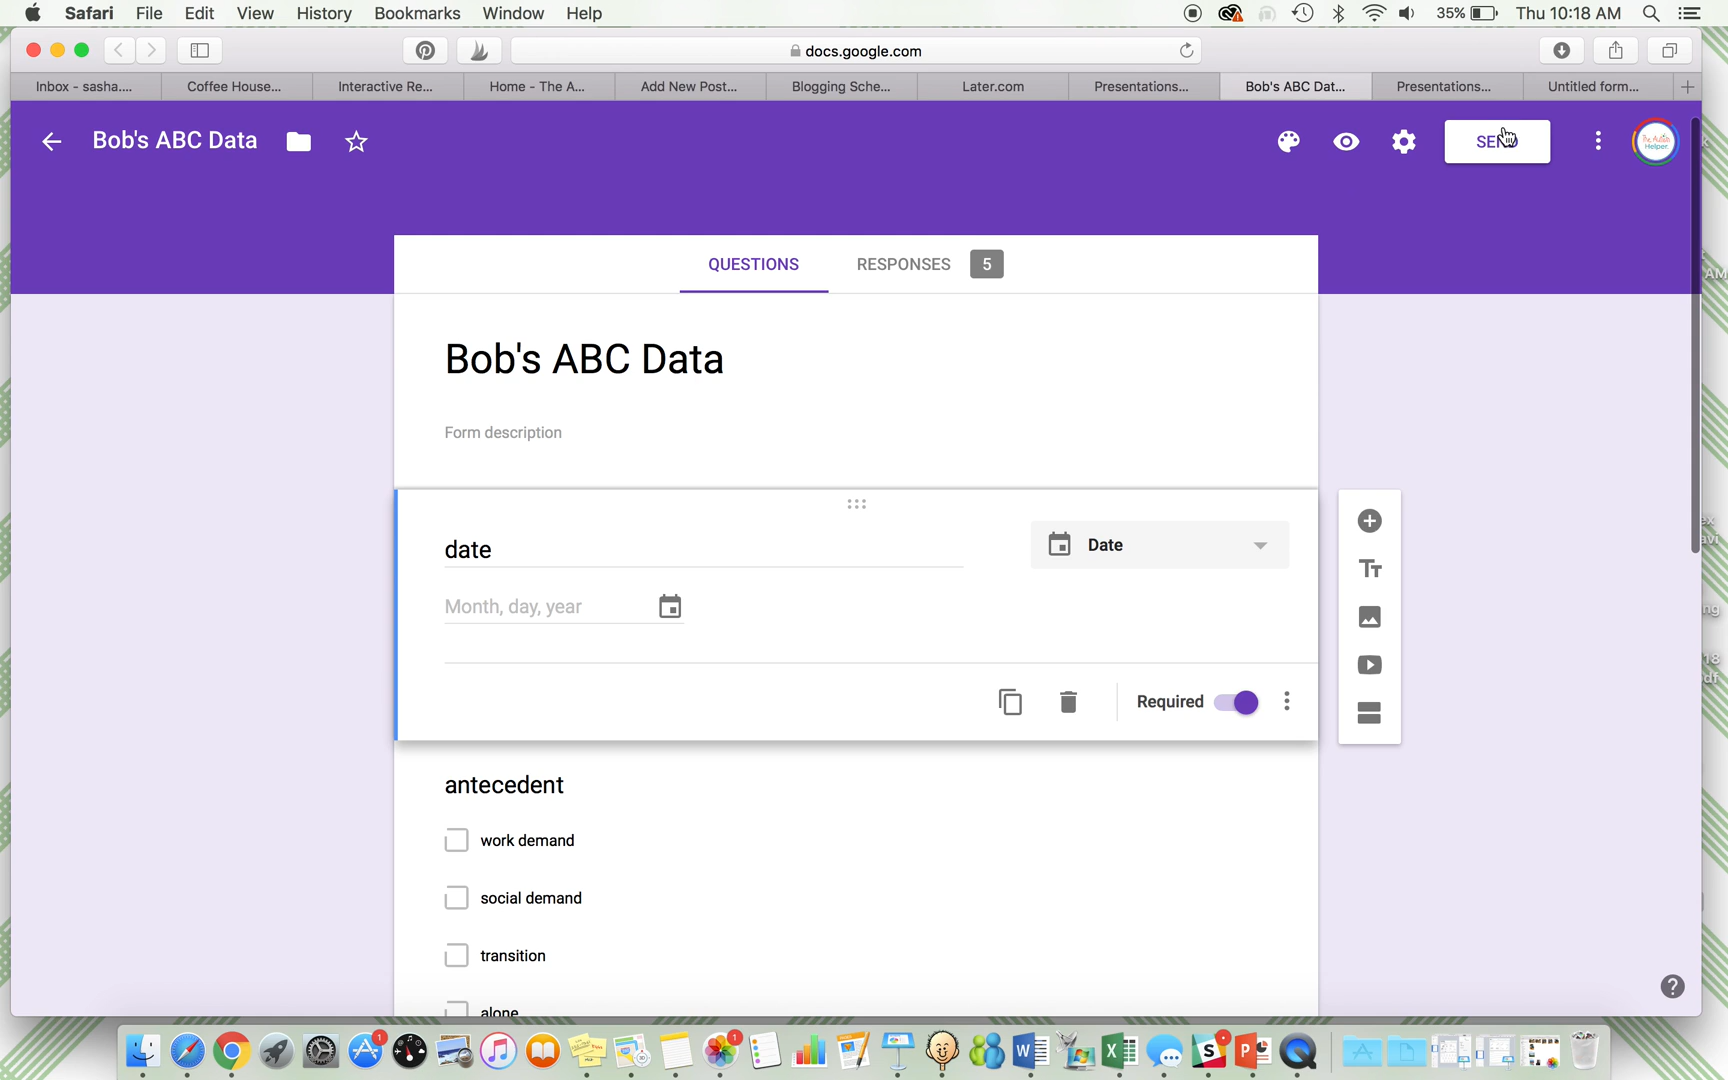 Safari File Edit View History Bookmarks Window Help 35% Thu 10:18 AM
docs.google.com
Inbox - sasha.... Coffee House... Interactive Re... Home - The A... Add New Post... Blogging Sche... Later.com Presentations... Bob's ABC Dat... Presentations... Untitled form...
Bob's ABC Data SEND
QUESTIONS RESPONSES 5
Bob's ABC Data
Form description
date Date
Month, day, year
Required
antecedent
work demand
social demand
transition
alone